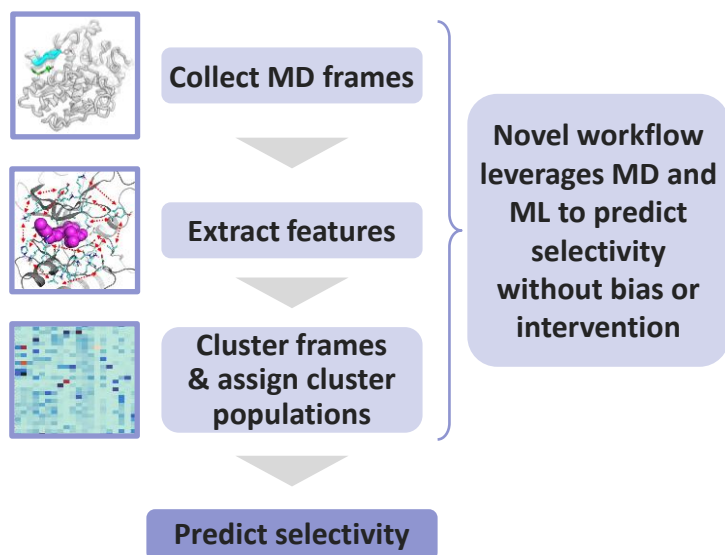 Collect MD frames
Extract features
Cluster frames
& assign cluster
populations
Predict selectivity
Novel workflow
leverages MD and
ML to predict
selectivity
without bias or
intervention